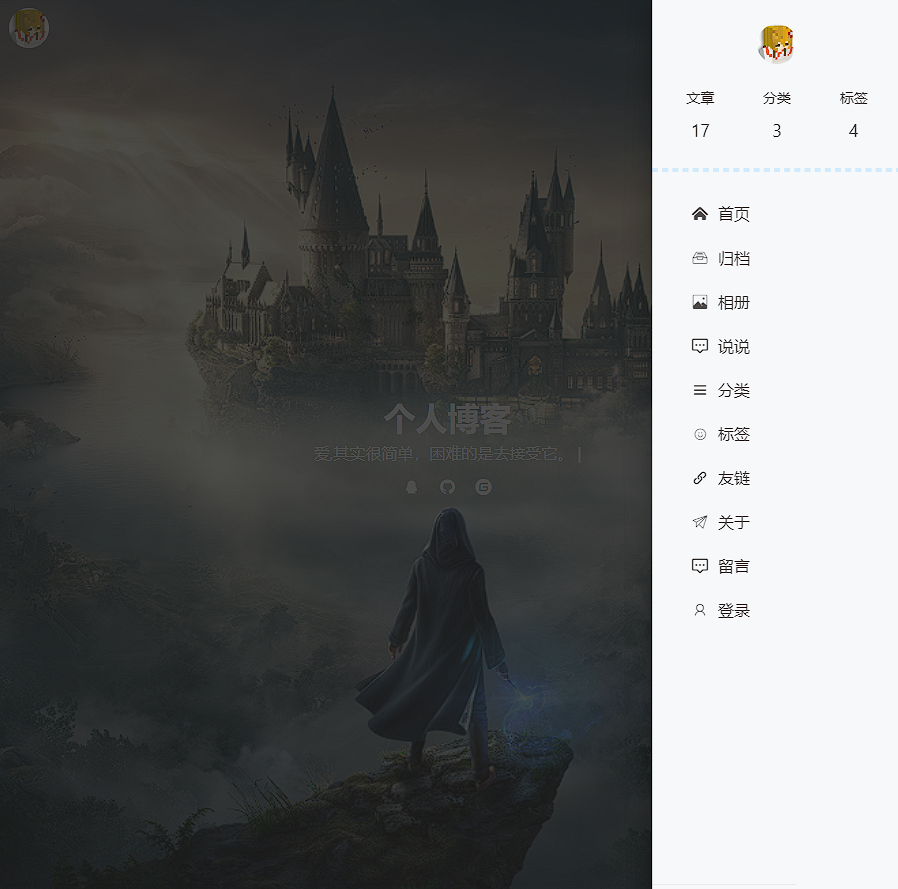 个人博客
爱,其实很简单，困难的是去接受它。 |
文章 分类 标签
17 3 4
首页
归档
相册
说说
分类
标签
友链
关于
留言
登录